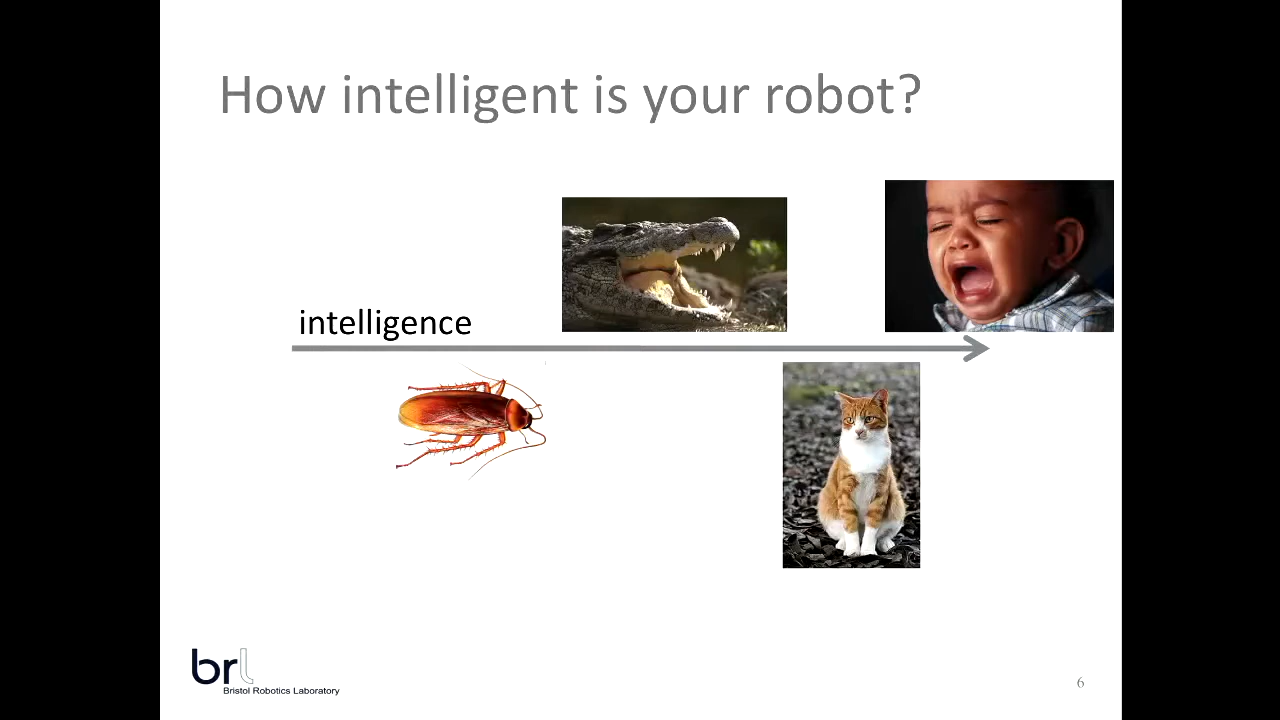 How intelligent is your robot?
intelligence
brl
Bristol Robotics Laboratory
6